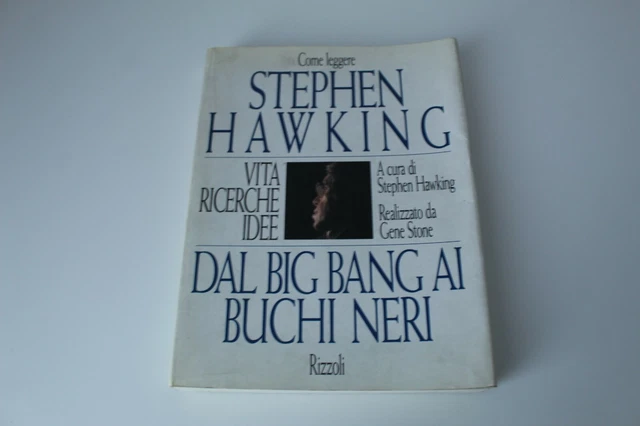 Come leggere
STEPHEN
HAWKING
VITA
RICERCHE
IDEE
A cura di
Stephen Hawking
Realizzato da
Gene Stone
DAL BIG BANG AI
BUCHI NERI
Rizzoli